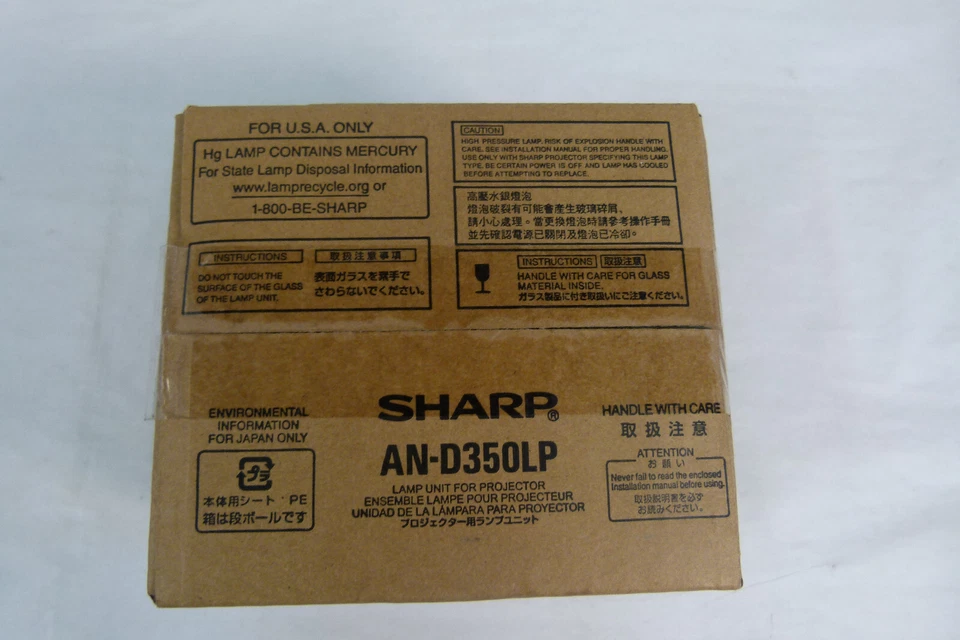 FOR U.S.A. ONLY
Hg LAMP CONTAINS MERCURY
For State Lamp Disposal Information
www.lamprecycle.org or
1-800-BE-SHARP
CAUTION
HIGH PRESSURE LAMP. RISK OF EXPLOSION HANDLE WITH
CARE. SEE INSTALLATION MANUAL FOR PROPER HANDLING.
USE ONLY WITH SHARP PROJECTOR SPECIFYING THIS LAMP
TYPE. BE CERTAIN POWER IS OFF AND LAMP HAS COOLED
BEFORE ATTEMPTING TO REPLACE.
高壓水銀燈泡
燈泡破裂有可能會產生玻璃碎屑、
請小心處理。當更換燈泡時請參考操作手冊
並先確認電源已關閉及燈泡已冷卻。
INSTRUCTIONS 取扱注意事項
DO NOT TOUCH THE
SURFACE OF THE GLASS
OF THE LAMP UNIT.
表面ガラスを素手で
さわらないでください。
INSTRUCTIONS 取扱注意
HANDLE WITH CARE FOR GLASS
MATERIAL INSIDE.
ガラス製品に付き取扱いにご注意ください。
SHARP®
AN-D350LP
LAMP UNIT FOR PROJECTOR
ENSEMBLE LAMPE POUR PROJECTEUR
UNIDAD DE LA LÁMPARA PARA PROYECTOR
プロジェクター用ランプユニット
ENVIRONMENTAL
INFORMATION
FOR JAPAN ONLY
プラ
本体用シート：PE
箱は段ボールです
HANDLE WITH CARE
取扱注意
ATTENTION
お願い
Never fail to read the enclosed
Installation manual before using.
取扱説明書を必ず
お読みください。